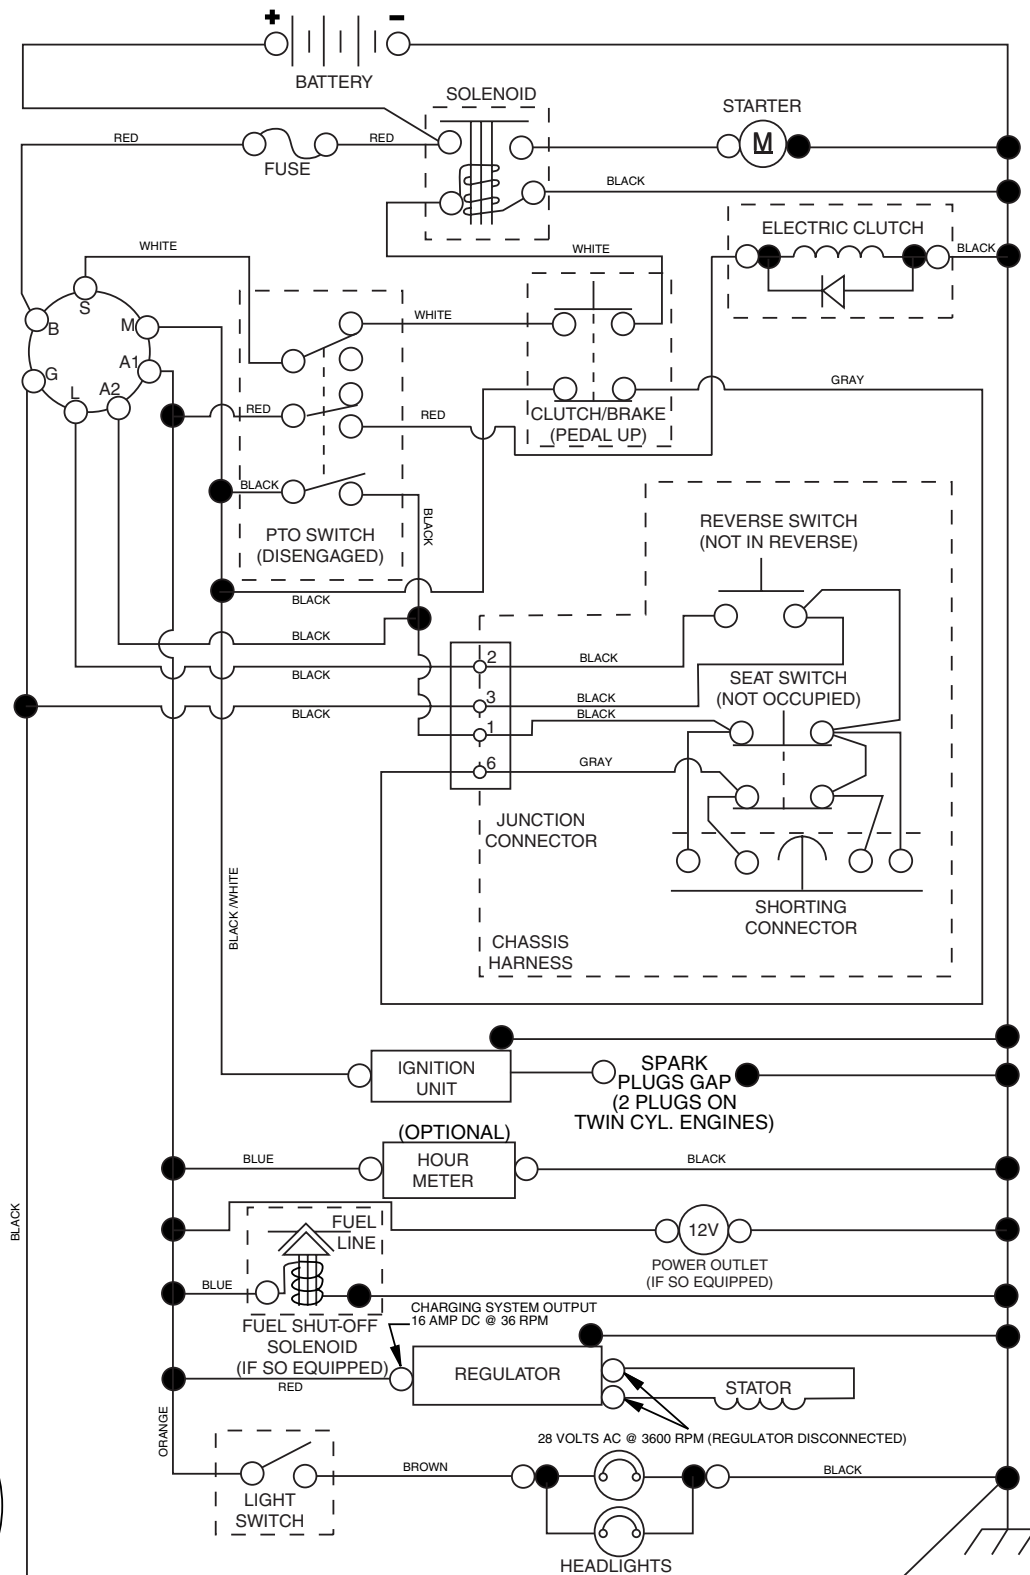 + -
BATTERY
SOLENOID
STARTER
RED
FUSE
RED
M
BLACK
ELECTRIC CLUTCH
BLACK
WHITE
WHITE
S
B
M
WHITE
A1
G
A2
L
GRAY
RED
RED
CLUTCH/BRAKE
(PEDAL UP)
BLACK
BLACK
PTO SWITCH
(DISENGAGED)
REVERSE SWITCH
(NOT IN REVERSE)
BLACK
BLACK
2
BLACK
BLACK
SEAT SWITCH
(NOT OCCUPIED)
3
BLACK
BLACK
BLACK
1
6
GRAY
JUNCTION
CONNECTOR
BLACK /WHITE
SHORTING
CONNECTOR
CHASSIS
HARNESS
IGNITION
UNIT
SPARK
PLUGS GAP
(2 PLUGS ON
TWIN CYL. ENGINES)
(OPTIONAL)
BLUE
HOUR
METER
BLACK
BLACK
FUEL
LINE
12V
POWER OUTLET
(IF SO EQUIPPED)
BLUE
CHARGING SYSTEM OUTPUT
16 AMP DC @ 36 RPM
FUEL SHUT-OFF
SOLENOID
(IF SO EQUIPPED)
RED
REGULATOR
STATOR
ORANGE
28 VOLTS AC @ 3600 RPM (REGULATOR DISCONNECTED)
BROWN
BLACK
LIGHT
SWITCH
HEADLIGHTS